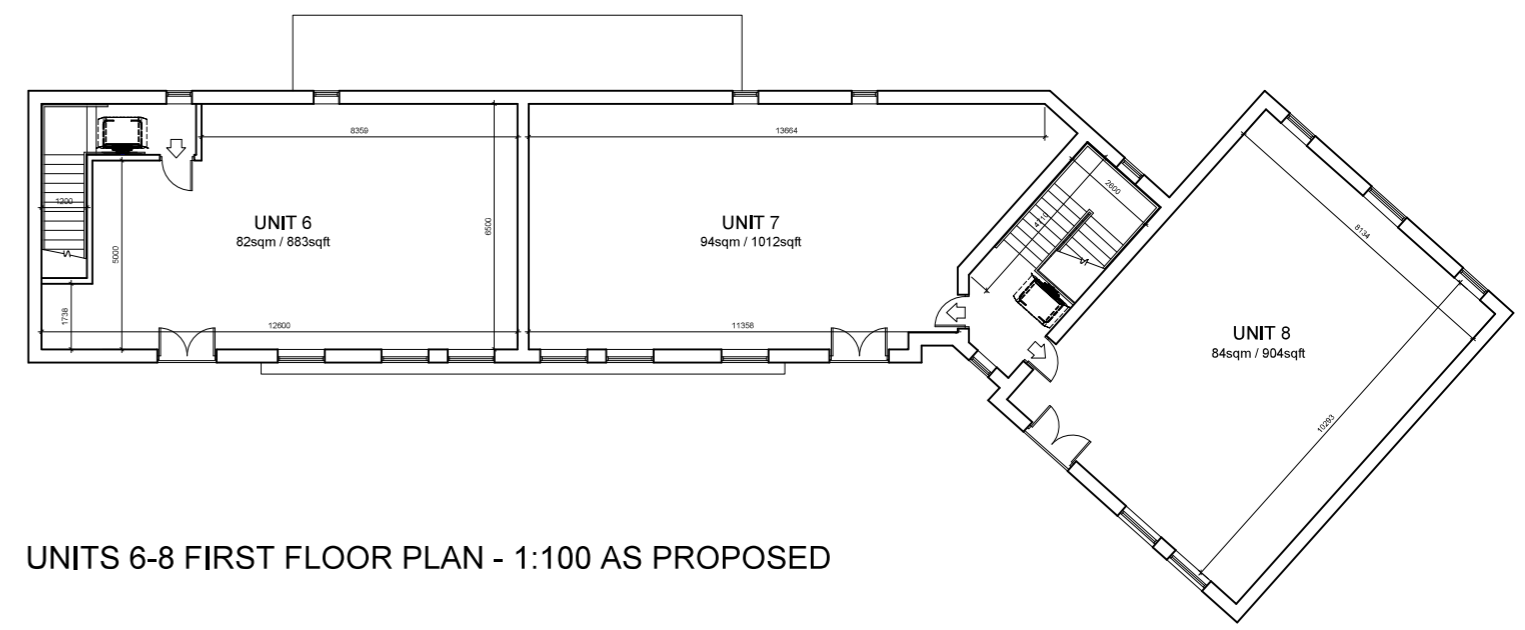 8359
13664
1200
UNIT 6
82sqm / 883sqft
6500
5000
1738
12600
UNIT 7
94sqm / 1012sqft
11358
2600
4710
8134
UNIT 8
84sqm / 904sqft
10293
UNITS 6-8 FIRST FLOOR PLAN - 1:100 AS PROPOSED